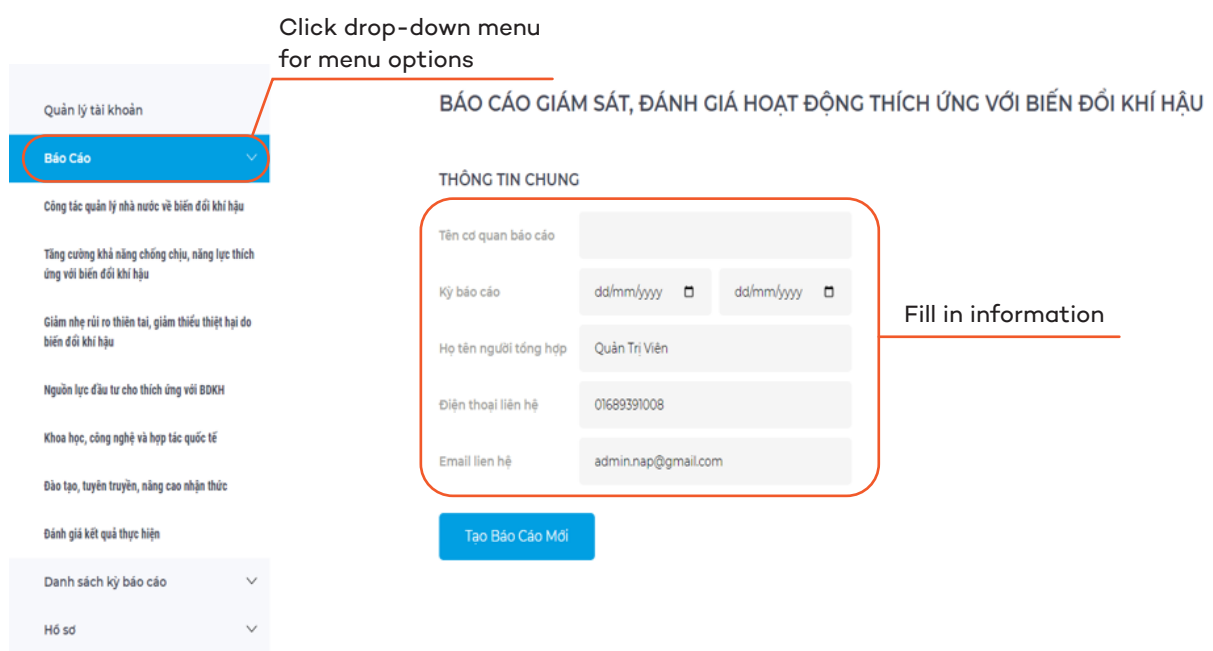 Click drop-down menu
for menu options
Quản lý tài khoản
Báo Cáo
Công tác quản lý nhà nước về biến đổi khí hậu
Tăng cường khả năng chống chịu, năng lực thích
ứng với biến đổi khí hậu
Giảm nhẹ rủi ro thiên tai, giảm thiểu thiệt hại do
biến đổi khí hậu
Nguồn lực đầu tư cho thích ứng với BDKH
Khoa học, công nghệ và hợp tác quốc tế
Đào tạo, tuyên truyền, nâng cao nhận thức
Đánh giá kết quả thực hiện
Danh sách kỳ báo cáo
Hồ sơ
BÁO CÁO GIÁM SÁT, ĐÁNH GIÁ HOẠT ĐỘNG THÍCH ỨNG VỚI BIẾN ĐỔI KHÍ HẬU
THÔNG TIN CHUNG
Tên cơ quan báo cáo
Kỳ báo cáo dd/mm/yyyy dd/mm/yyyy
Họ tên người tổng hợp Quản Trị Viên
Điện thoại liên hệ 01689391008
Email lien hệ admin.nap@gmail.com
Fill in information
Tạo Báo Cáo Mới